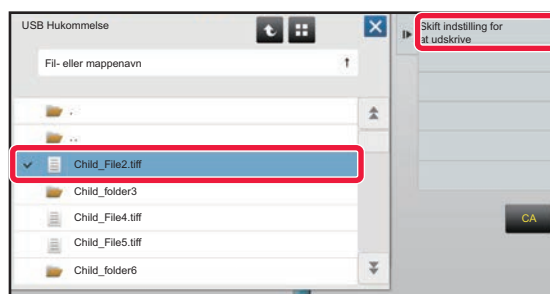 USB Hukommelse
Fil- eller mappenavn
.
..
Child_File2.tiff
Child_folder3
Child_File4.tiff
Child_File5.tiff
Child_folder6
Skift indstilling for
at udskrive
CA